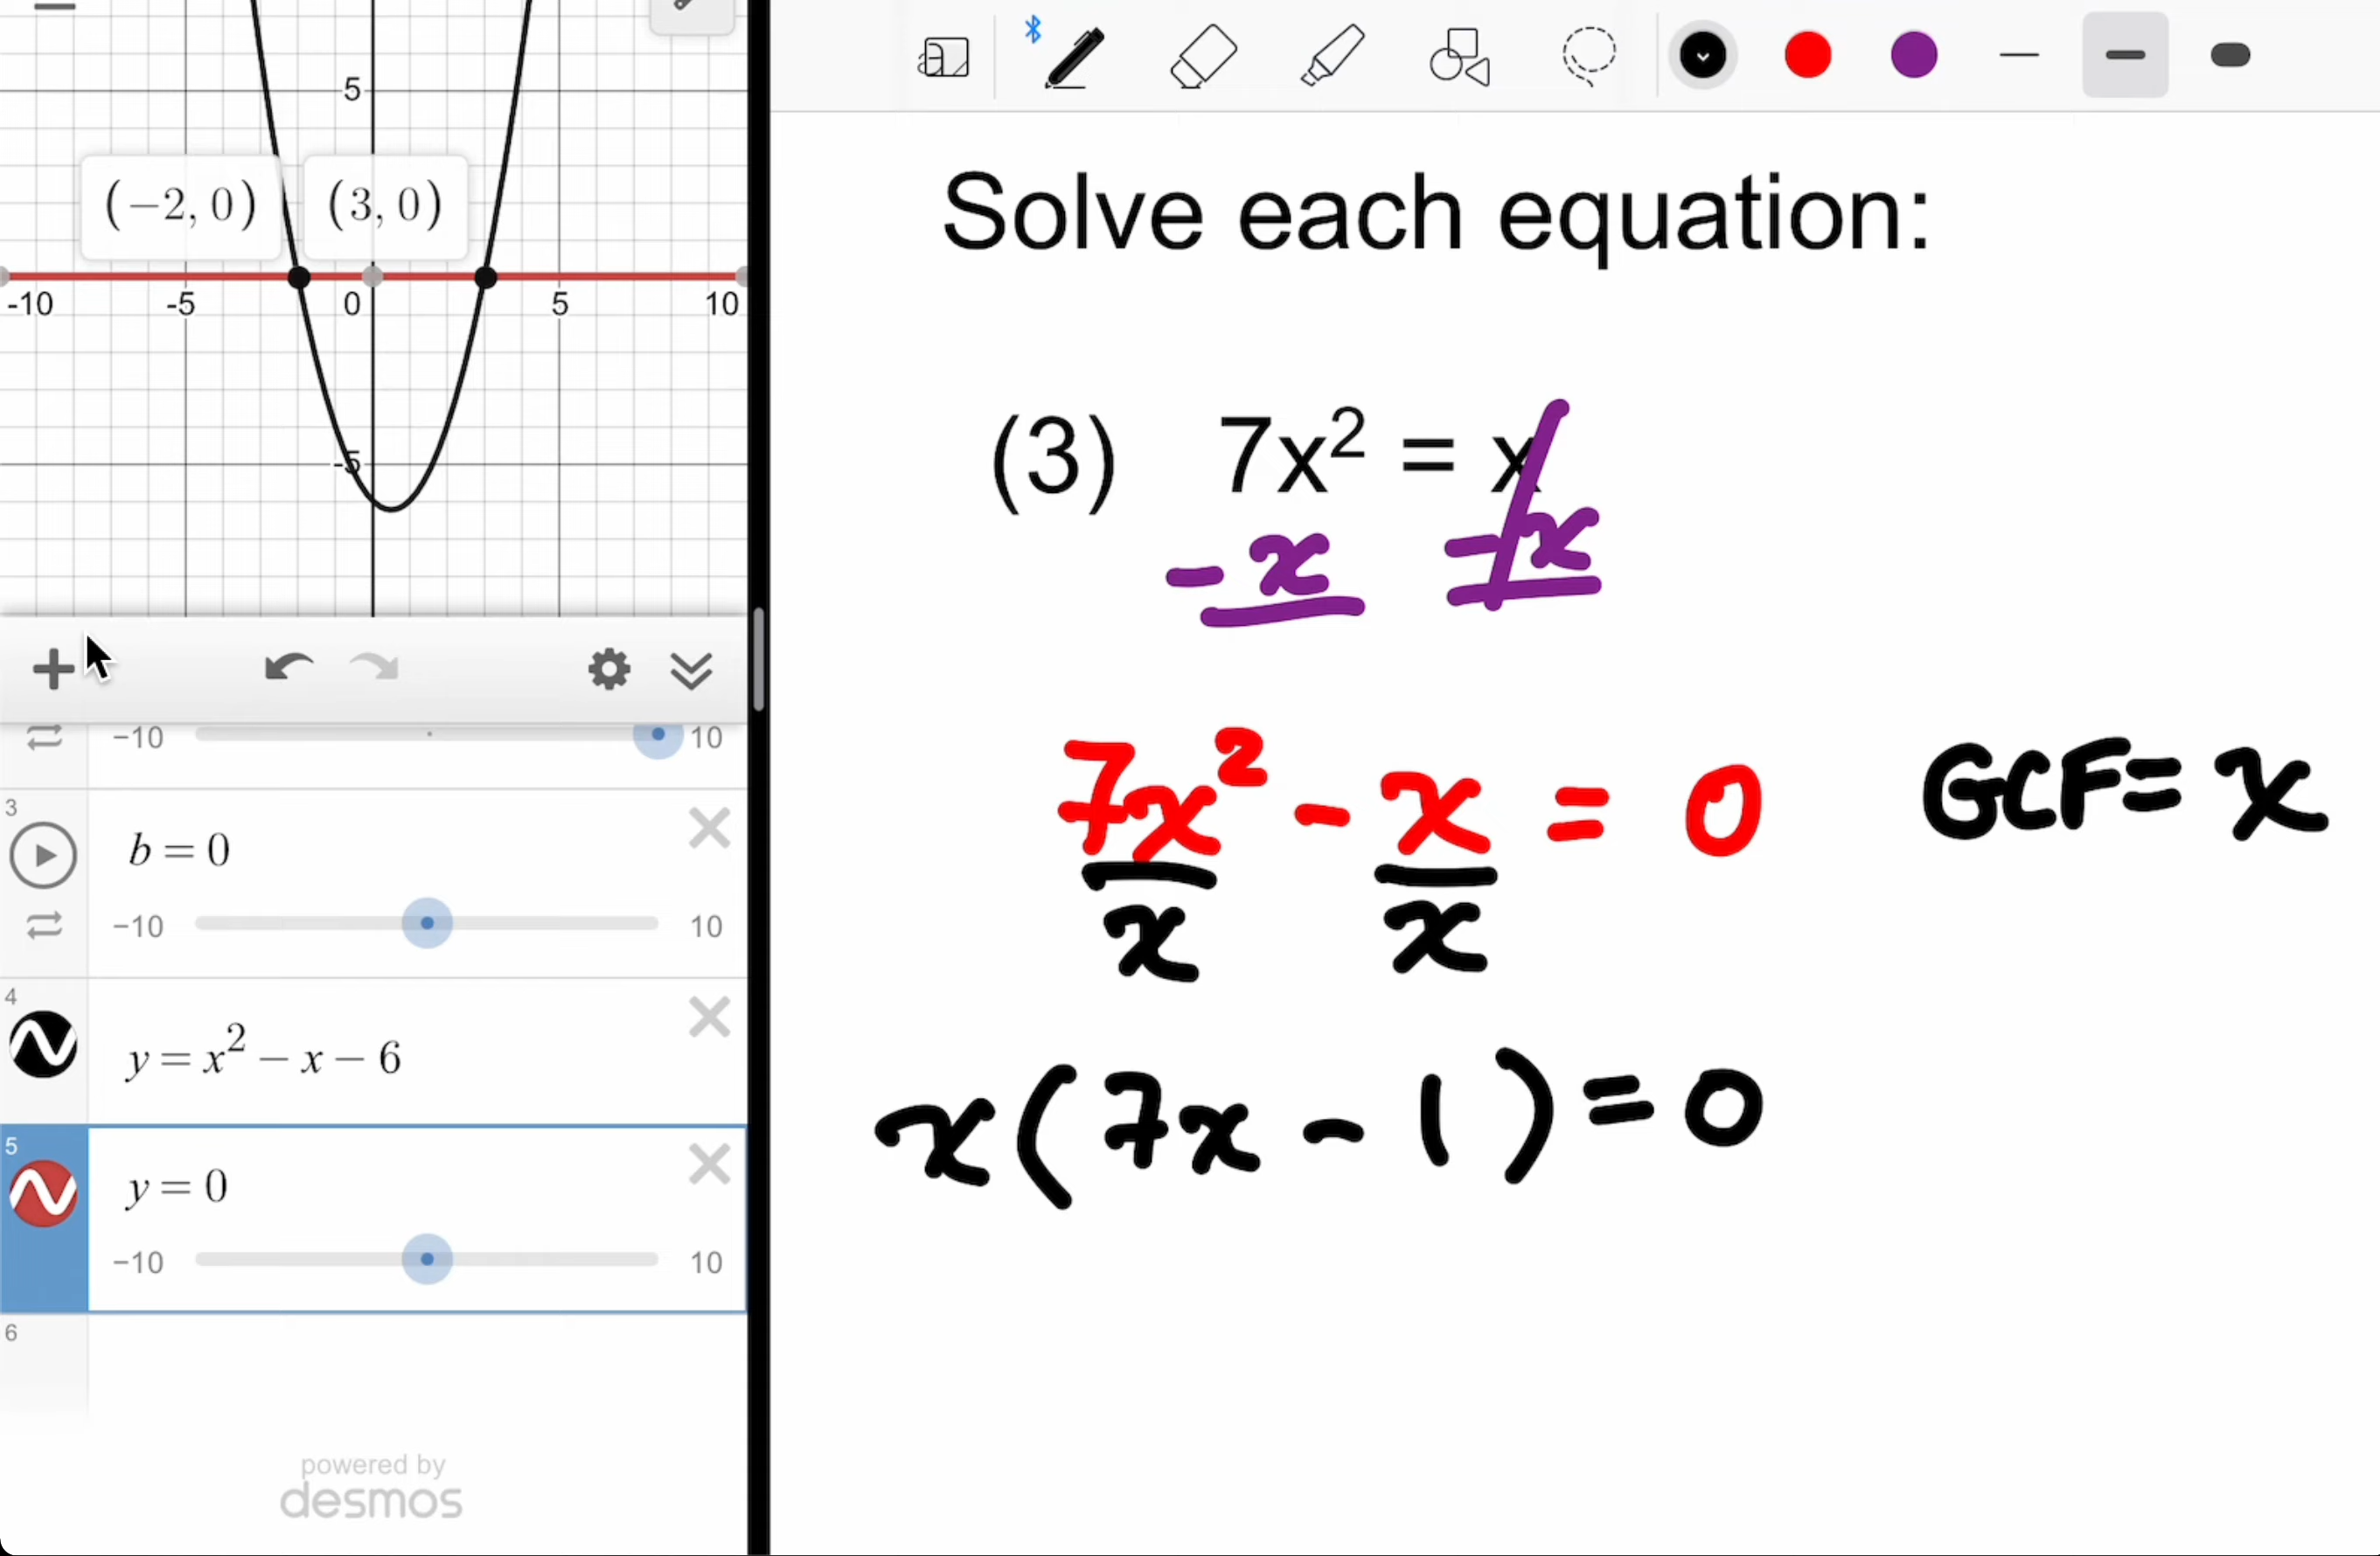 5
(−2, 0) (3, 0)
-10 -5 0 5 10
-5
−10 10
3
b = 0
−10 10
4
y = x² − x − 6
5
y = 0
−10 10
6
powered by
desmos
a
Solve each equation:
(3) 7x² = x
- x - x
7x² - x = 0 GCF = x
x x
x(7x - 1) = 0